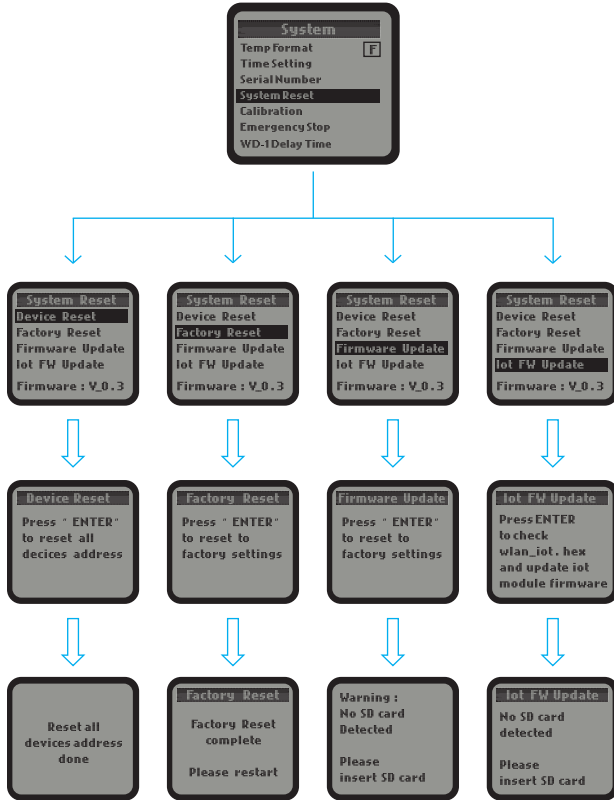 System
Temp Format F
Time Setting
Serial Number
System Reset
Calibration
Emergency Stop
WD-1 Delay Time
System Reset
Device Reset
Factory Reset
Firmware Update
Iot FW Update
Firmware : V_0.3
System Reset
Device Reset
Factory Reset
Firmware Update
Iot FW Update
Firmware : V_0.3
System Reset
Device Reset
Factory Reset
Firmware Update
Iot FW Update
Firmware : V_0.3
System Reset
Device Reset
Factory Reset
Firmware Update
Iot FW Update
Firmware : V_0.3
Device Reset
Press " ENTER"
to reset all
decices address
Factory Reset
Press " ENTER"
to reset to
factory settings
Firmware Update
Press " ENTER"
to reset to
factory settings
Iot FW Update
Press ENTER
to check
wlan_iot. hex
and update iot
module firmware
Reset all
devices address
done
Factory Reset
Factory Reset
complete
Please restart
Warning :
No SD card
Detected
Please
insert SD card
Iot FW Update
No SD card
detected
Please
insert SD card